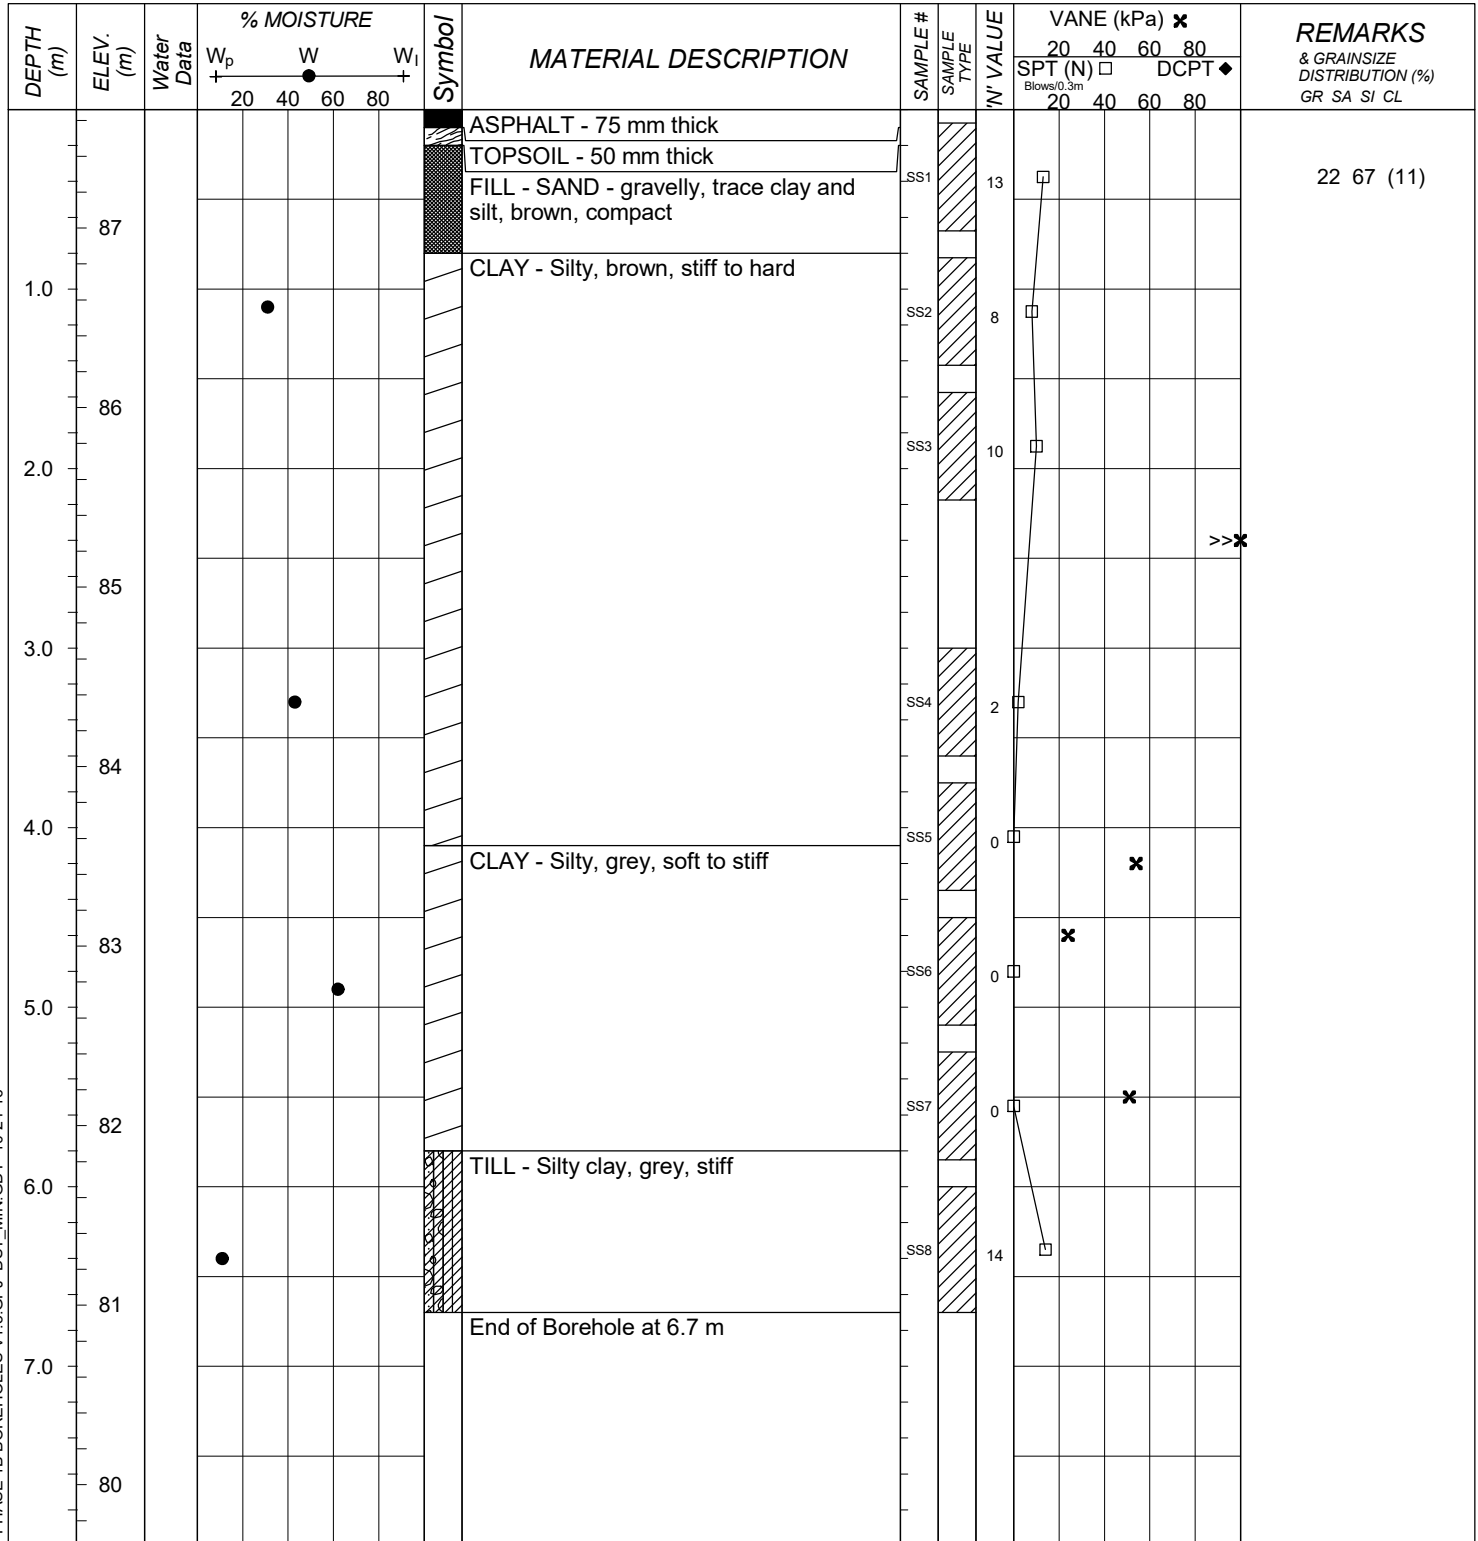 DEPTH (m)
ELEV. (m)
Water Data
% MOISTURE
Wp W Wl
20 40 60 80
Symbol
MATERIAL DESCRIPTION
SAMPLE #
SAMPLE TYPE
'N' VALUE
VANE (kPa) ✖
20 40 60 80
SPT (N) □ DCPT ◆
Blows/0.3m
20 40 60 80
REMARKS
& GRAINSIZE
DISTRIBUTION (%)
GR SA SI CL
ASPHALT - 75 mm thick
TOPSOIL - 50 mm thick
SS1 13 22 67 (11)
FILL - SAND - gravelly, trace clay and
silt, brown, compact
87
CLAY - Silty, brown, stiff to hard
1.0
SS2 8
86
SS3 10
2.0
>>✖
85
3.0
SS4 2
84
4.0
SS5 0
CLAY - Silty, grey, soft to stiff
83
SS6 0
5.0
SS7 0
82
TILL - Silty clay, grey, stiff
6.0
SS8 14
81
End of Borehole at 6.7 m
7.0
80